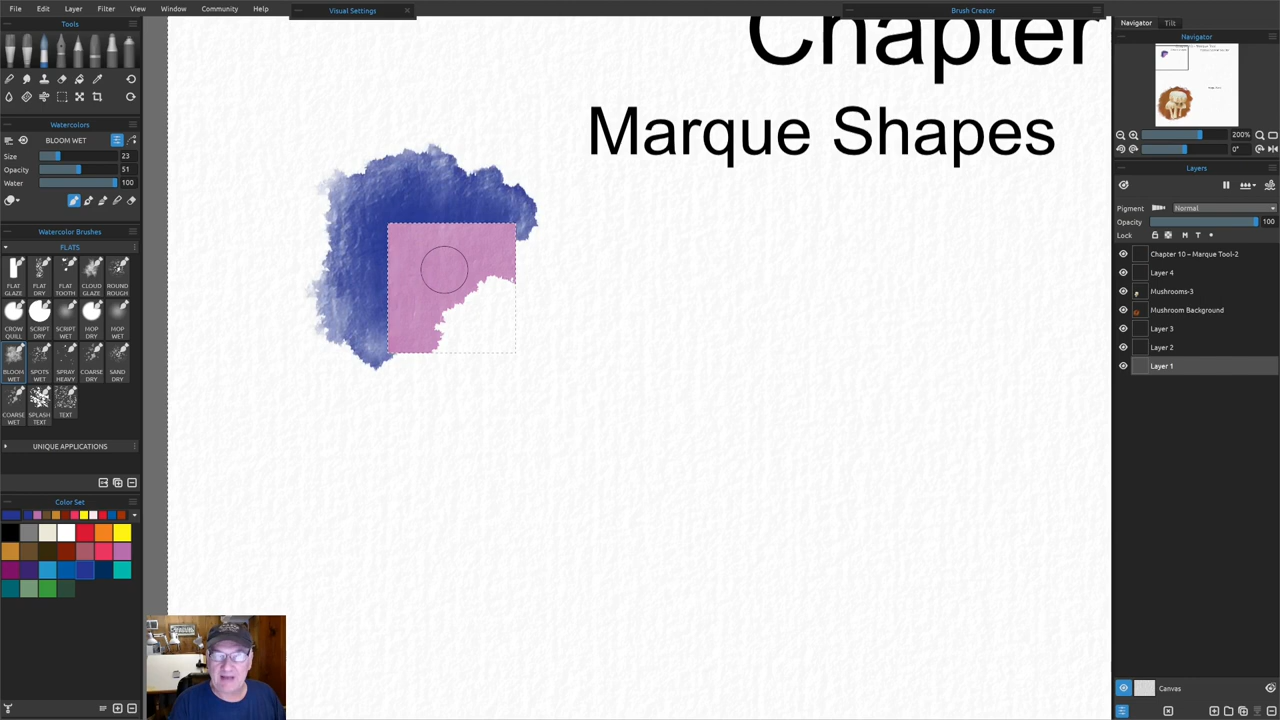 File Edit Layer Filter Paper View Window Community Help
Visual Settings
Brush Creator
Tools
Watercolors
BLOOM WET
Size 23
Opacity 51
Water 100
Watercolor Brushes
FLATS
FLAT GLAZE FLAT DRY FLAT TOOTH CLOUD GLAZE ROUND ROUGH
CROW QUILL SCRIPT DRY SCRIPT WET MOP DRY MOP WET
BLOOM WET SPOTS WET SPRAY HEAVY COARSE DRY SAND DRY
COARSE WET SPLASH TEXT TEXT
UNIQUE APPLICATIONS
Color Set
Chapter
Marque Shapes
Navigator Tilt
Navigator
200%
0°
Layers
Pigment Normal
Opacity 100
Lock M T
Chapter 10 – Marque Tool-2
Layer 4
Mushrooms-3
Mushroom Background
Layer 3
Layer 2
Layer 1
Canvas